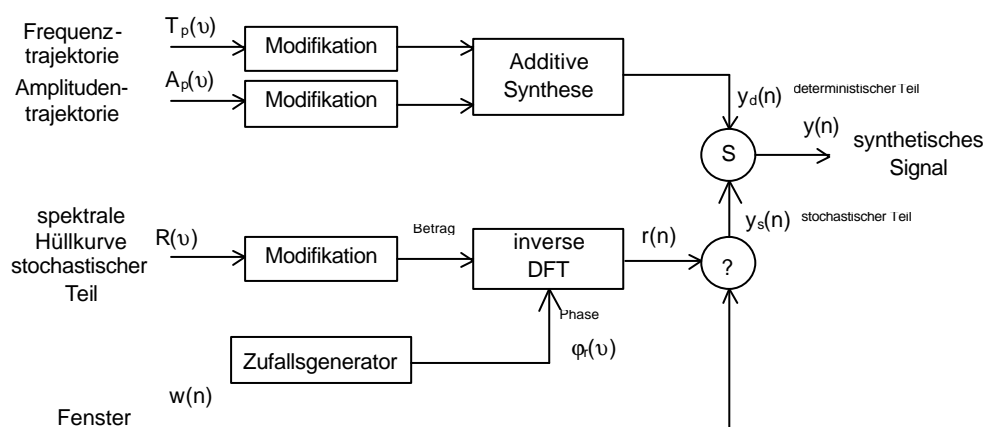 Frequenz-
trajektorie
Tp(υ)
Modifikation
Amplituden-
trajektorie
Ap(υ)
Modifikation
Additive
Synthese
yd(n)
deterministischer Teil
S
y(n)
synthetisches
Signal
spektrale
Hüllkurve
stochastischer
Teil
R(υ)
Modifikation
Betrag
inverse
DFT
r(n)
ys(n)
stochastischer Teil
?
Phase
φr(υ)
Zufallsgenerator
w(n)
Fenster